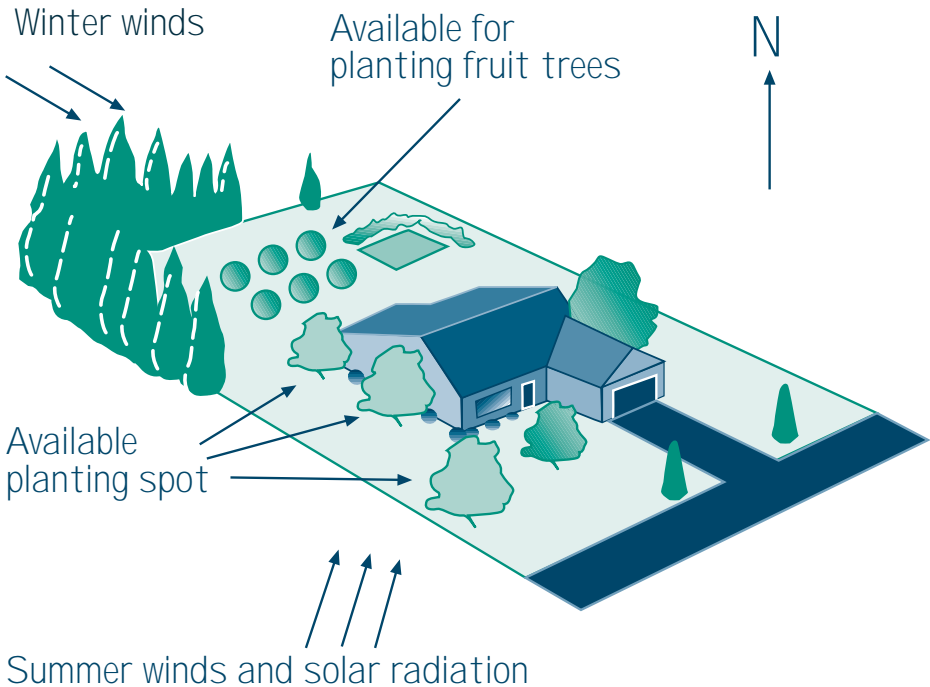 Winter winds
Available for
planting fruit trees
N
Available
planting spot
Summer winds and solar radiation